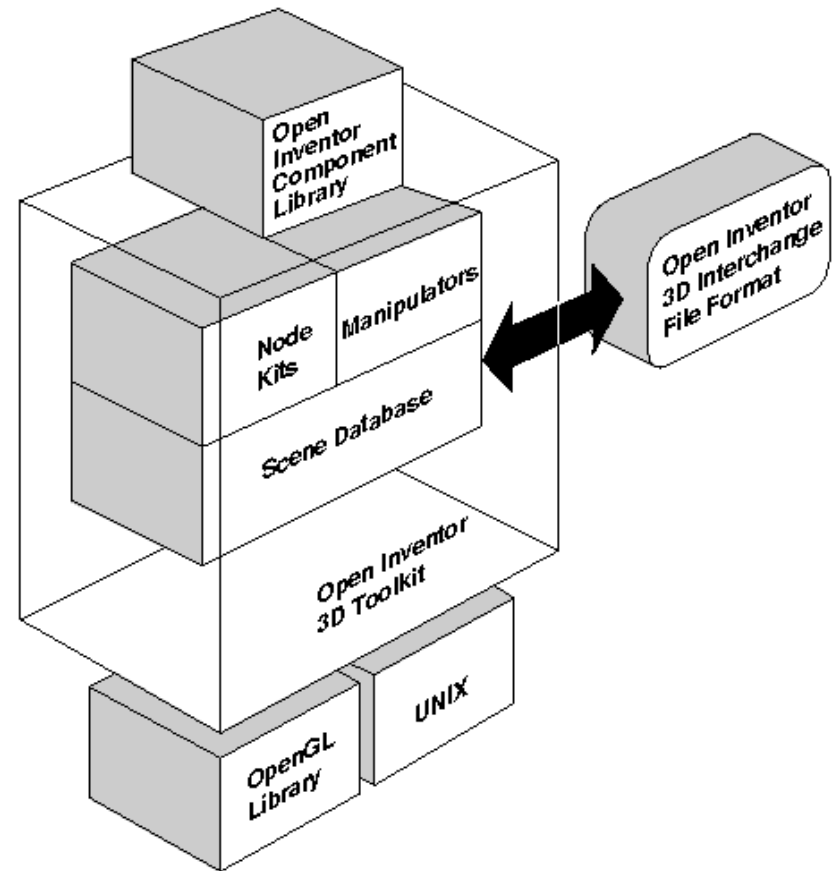 Open
Inventor
Component
Library
Open Inventor
3D Interchange
File Format
Node
Kits
Manipulators
Scene Database
Open Inventor
3D Toolkit
OpenGL
Library
UNIX